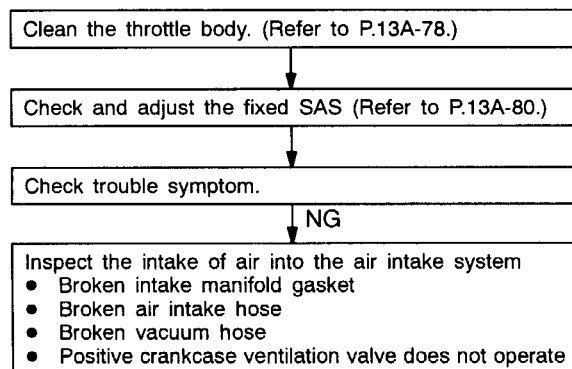 Clean the throttle body. (Refer to P.13A-78.)
Check and adjust the fixed SAS (Refer to P.13A-80.)
Check trouble symptom.
NG
Inspect the intake of air into the air intake system
● Broken intake manifold gasket
● Broken air intake hose
● Broken vacuum hose
● Positive crankcase ventilation valve does not operate